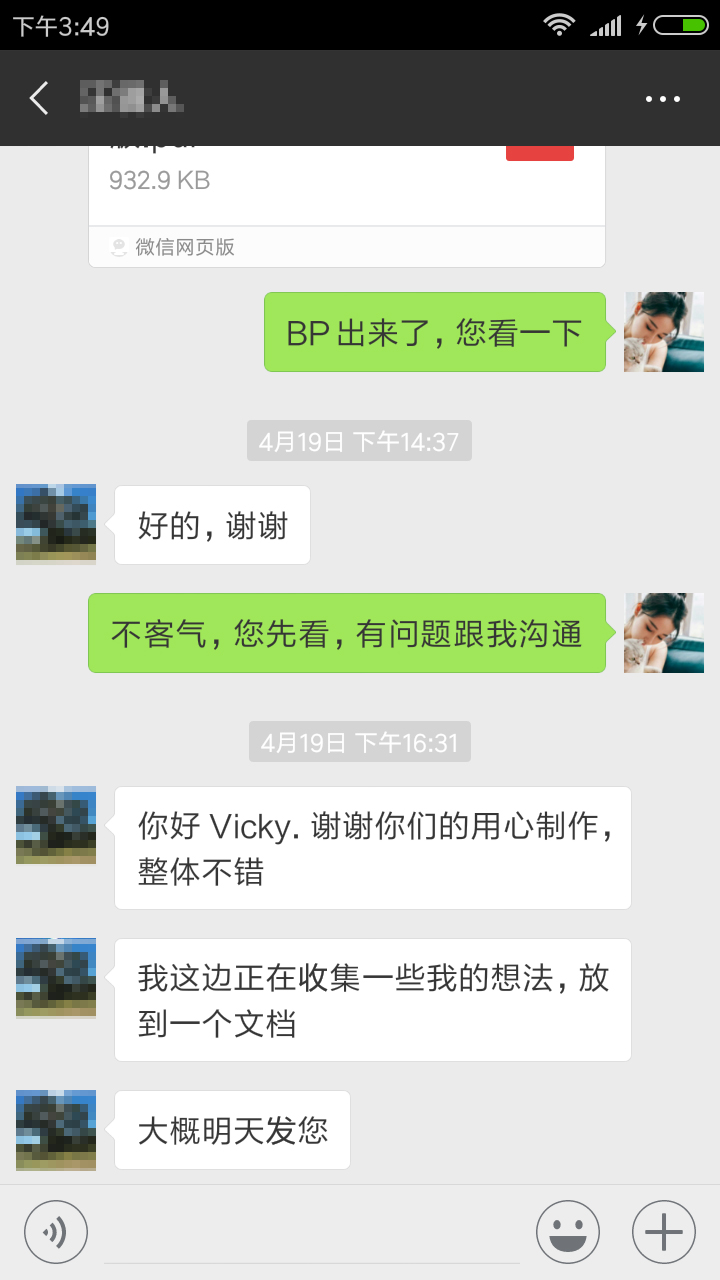 下午3:49
932.9 KB
微信网页版
BP出来了，您看一下
4月19日 下午14:37
好的，谢谢
不客气，您先看，有问题跟我沟通
4月19日 下午16:31
你好 Vicky. 谢谢你们的用心制作，
整体不错
我这边正在收集一些我的想法，放
到一个文档
大概明天发您